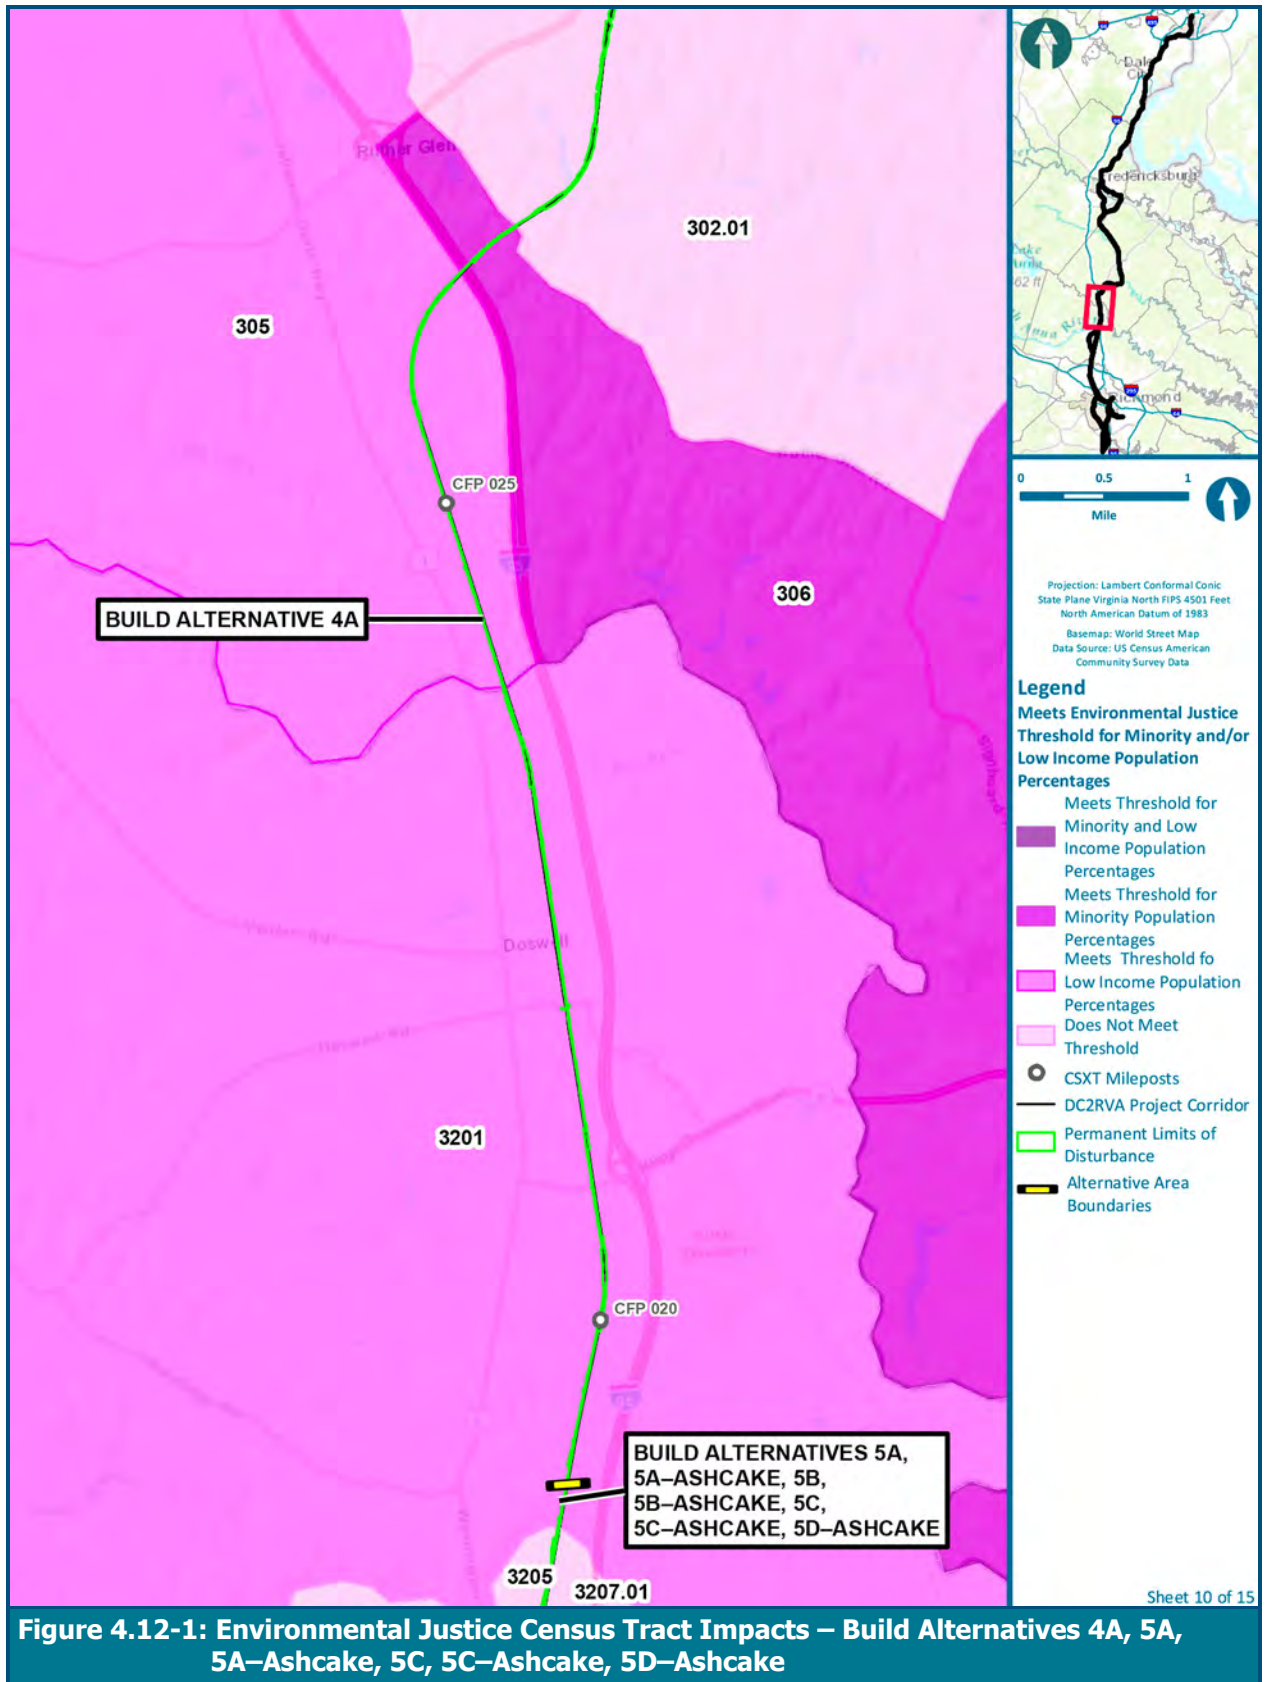 Ruther Glen
302.01
305
CFP 025
BUILD ALTERNATIVE 4A
306
Doswell
3201
CFP 020
BUILD ALTERNATIVES 5A,
5A–ASHCAKE, 5B,
5B–ASHCAKE, 5C,
5C–ASHCAKE, 5D–ASHCAKE
3205
3207.01
Dale
City
Fredericksburg
Richmond
0 0.5 1
Mile
Projection: Lambert Conformal Conic
State Plane Virginia North FIPS 4501 Feet
North American Datum of 1983
Basemap: World Street Map
Data Source: US Census American
Community Survey Data
Legend
Meets Environmental Justice
Threshold for Minority and/or
Low Income Population
Percentages
Meets Threshold for
Minority and Low
Income Population
Percentages
Meets Threshold for
Minority Population
Percentages
Meets Threshold fo
Low Income Population
Percentages
Does Not Meet
Threshold
CSXT Mileposts
DC2RVA Project Corridor
Permanent Limits of
Disturbance
Alternative Area
Boundaries
Sheet 10 of 15
Figure 4.12-1: Environmental Justice Census Tract Impacts – Build Alternatives 4A, 5A,
5A–Ashcake, 5C, 5C–Ashcake, 5D–Ashcake